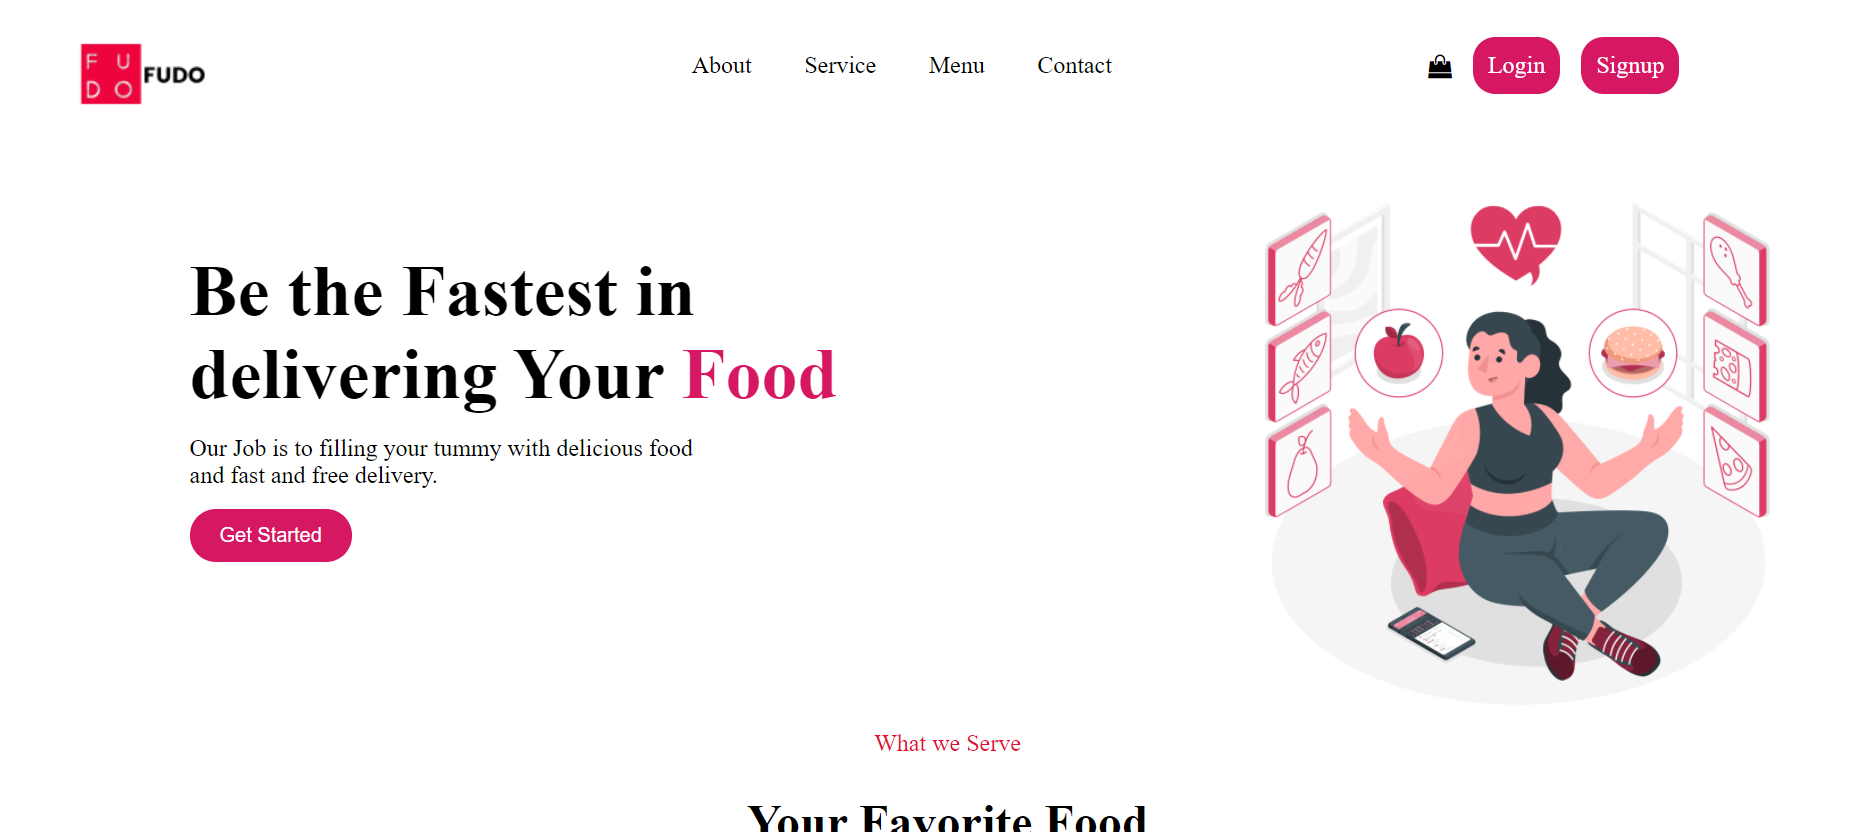 F U
D O
FUDO
About
Service
Menu
Contact
Login
Signup
Be the Fastest in
delivering Your Food
Our Job is to filling your tummy with delicious food
and fast and free delivery.
Get Started
What we Serve
Your Favorite Food